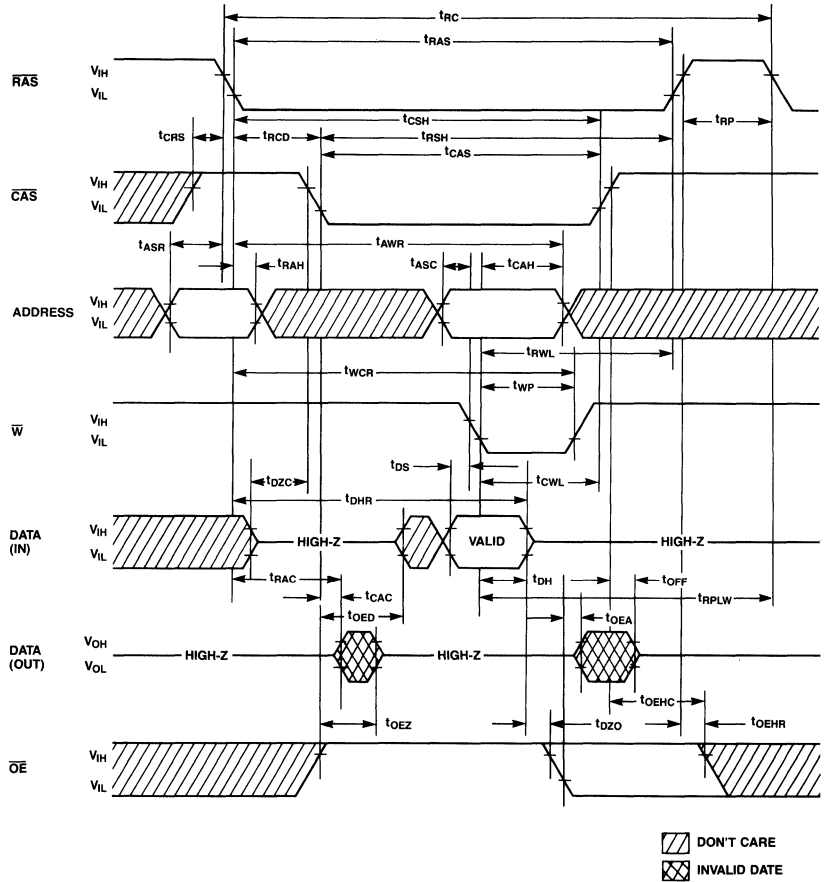 tRC
tRAS
RAS
VIH
VIL
tCSH
tRP
tCRS
tRCD
tRSH
tCAS
CAS
VIH
VIL
tASR
tAWR
tRAH
tASC
tCAH
ADDRESS
VIH
VIL
tRWL
tWCR
tWP
W
VIH
VIL
tDS
tDZC
tCWL
tDHR
DATA
(IN)
VIH
VIL
HIGH-Z
VALID
HIGH-Z
tRAC
tDH
tOFF
tCAC
tRPLW
tOED
tOEA
DATA
(OUT)
VOH
VOL
HIGH-Z
HIGH-Z
tOEHC
tOEZ
tDZO
tOEHR
OE
VIH
VIL
DON'T CARE
INVALID DATE